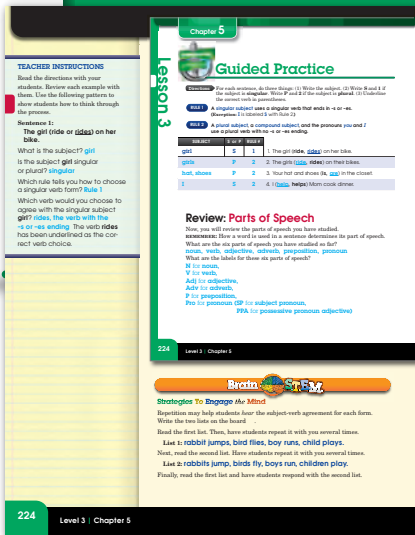 TEACHER INSTRUCTIONS
Read the directions with your
students. Review each example with
them. Use the following pattern to
show students how to think through
the process.
Sentence 1:
The girl (ride or rides) on her
bike.
What is the subject? girl
Is the subject girl singular
or plural? singular
Which rule tells you how to choose
a singular verb form? Rule 1
Which verb would you choose to
agree with the singular subject
girl? rides, the verb with the
-s or -es ending The verb rides
has been underlined as the cor-
rect verb choice.
Chapter 5
Lesson 3
Guided Practice
Directions For each sentence, do three things: (1) Write the subject. (2) Write S and 1 if
the subject is singular. Write P and 2 if the subject is plural. (3) Underline
the correct verb in parentheses.
RULE 1 A singular subject uses a singular verb that ends in -s or -es.
(Exception: I is labeled S with Rule 2)
RULE 2 A plural subject, a compound subject, and the pronouns you and I
use a plural verb with no -s or -es ending.
SUBJECT S or P RULE #
girl S 1 1. The girl (ride, rides) on her bike.
girls P 2 2. The girls (ride, rides) on their bikes.
hat, shoes P 2 3. Your hat and shoes (is, are) in the closet.
I S 2 4. I (help, helps) Mom cook dinner.
Review: Parts of Speech
Now, you will review the parts of speech you have studied.
REMEMBER: How a word is used in a sentence determines its part of speech.
What are the six parts of speech you have studied so far?
noun, verb, adjective, adverb, preposition, pronoun
What are the labels for these six parts of speech?
N for noun,
V for verb,
Adj for adjective,
Adv for adverb,
P for preposition,
Pro for pronoun (SP for subject pronoun,
PPA for possessive pronoun adjective)
224 Level 3 | Chapter 5
Brain STEM
Strategies To Engage the Mind
Repetition may help students hear the subject-verb agreement for each form.
Write the two lists on the board .
Read the first list. Then, have students repeat it with you several times.
List 1: rabbit jumps, bird flies, boy runs, child plays.
Next, read the second list. Have students repeat it with you several times.
List 2: rabbits jump, birds fly, boys run, children play.
Finally, read the first list and have students respond with the second list.
224 Level 3 | Chapter 5